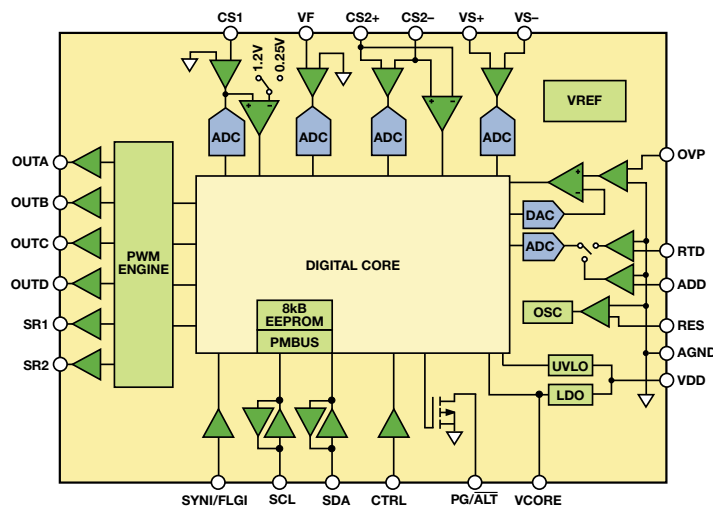 CS1 VF CS2+ CS2– VS+ VS–
1.2V
0.25V
+ –
+ –
VREF
ADC ADC ADC ADC
OUTA
OUTB
OUTC
OUTD
SR1
SR2
PWM
ENGINE
DIGITAL CORE
8kB
EEPROM
PMBUS
+
–
DAC
ADC
OSC
UVLO
LDO
OVP
RTD
ADD
RES
AGND
VDD
SYNI/FLGI SCL SDA CTRL PG/A̅L̅T̅ VCORE